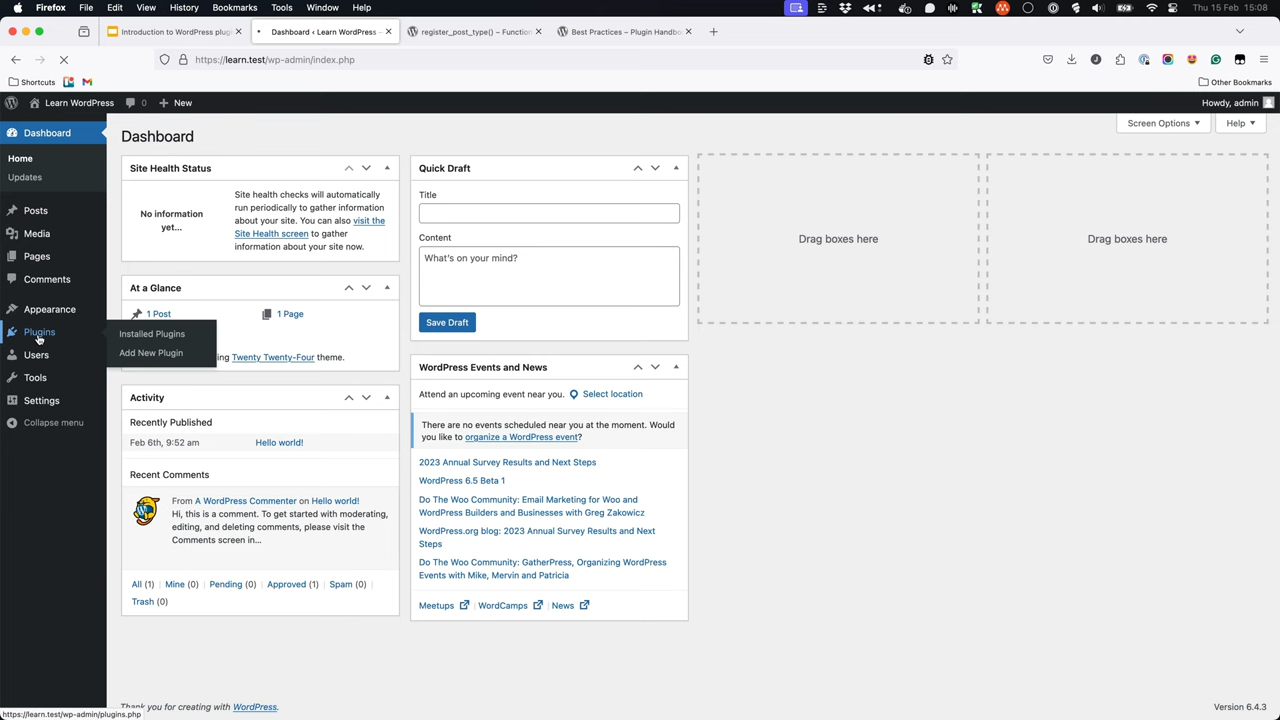 Firefox File Edit View History Bookmarks Tools Window Help Thu 15 Feb 15:08
Introduction to WordPress plugi
Dashboard ‹ Learn WordPress –
register_post_type() – Function
Best Practices – Plugin Handbo
https://learn.test/wp-admin/index.php
Shortcuts
Other Bookmarks
Learn WordPress 0 New Howdy, admin
Dashboard
Home
Updates
Posts
Media
Pages
Comments
Appearance
Plugins
Installed Plugins
Add New Plugin
Users
Tools
Settings
Collapse menu
Screen Options
Help
Dashboard
Site Health Status
No information
yet...
Site health checks will automatically
run periodically to gather information
about your site. You can also visit the
Site Health screen to gather
information about your site now.
At a Glance
1 Post
1 Page
ing Twenty Twenty-Four theme.
Activity
Recently Published
Feb 6th, 9:52 am Hello world!
Recent Comments
From A WordPress Commenter on Hello world!
Hi, this is a comment. To get started with moderating,
editing, and deleting comments, please visit the
Comments screen in...
All (1) | Mine (0) | Pending (0) | Approved (1) | Spam (0) |
Trash (0)
Quick Draft
Title
Content
What's on your mind?
Save Draft
WordPress Events and News
Attend an upcoming event near you. Select location
There are no events scheduled near you at the moment. Would
you like to organize a WordPress event?
2023 Annual Survey Results and Next Steps
WordPress 6.5 Beta 1
Do The Woo Community: Email Marketing for Woo and
WordPress Builders and Businesses with Greg Zakowicz
WordPress.org blog: 2023 Annual Survey Results and Next
Steps
Do The Woo Community: GatherPress, Organizing WordPress
Events with Mike, Mervin and Patricia
Meetups | WordCamps | News
Drag boxes here
Drag boxes here
Thank you for creating with WordPress.
Version 6.4.3
https://learn.test/wp-admin/plugins.php